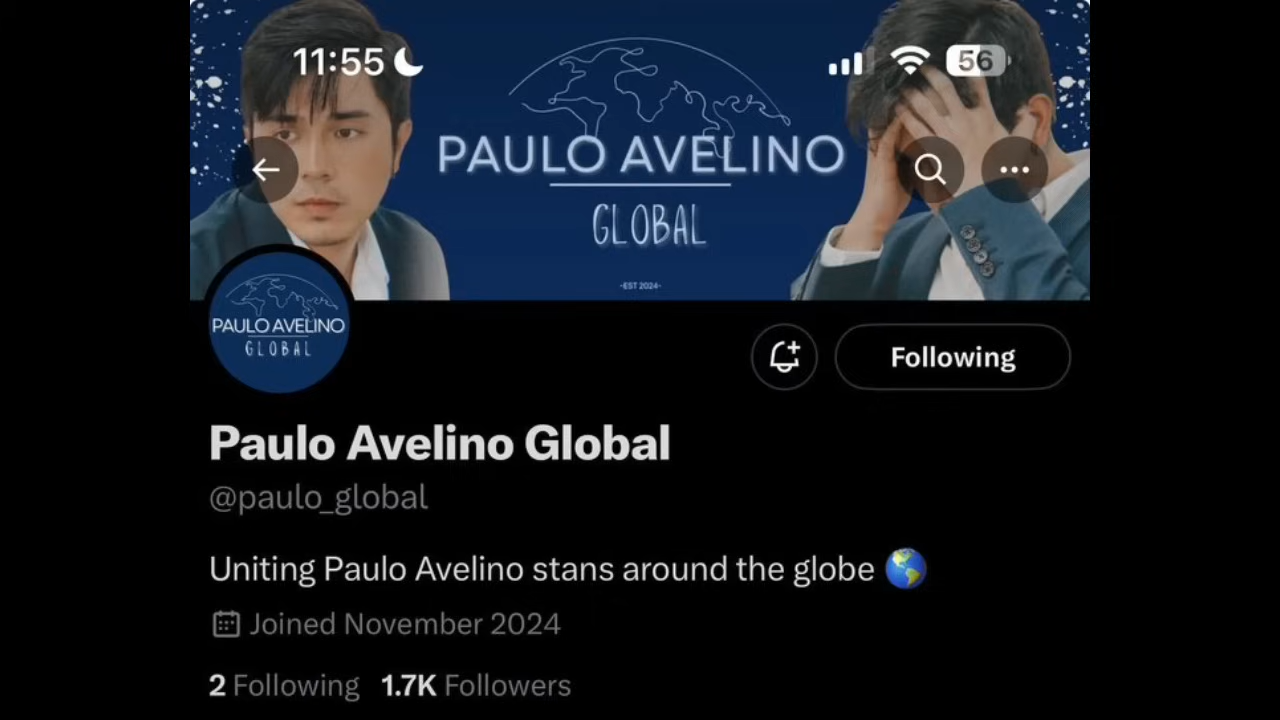 11:55
56
PAULO AVELINO
GLOBAL
-EST 2024-
PAULO AVELINO
GLOBAL
Following
Paulo Avelino Global
@paulo_global
Uniting Paulo Avelino stans around the globe 🌎
Joined November 2024
2 Following 1.7K Followers